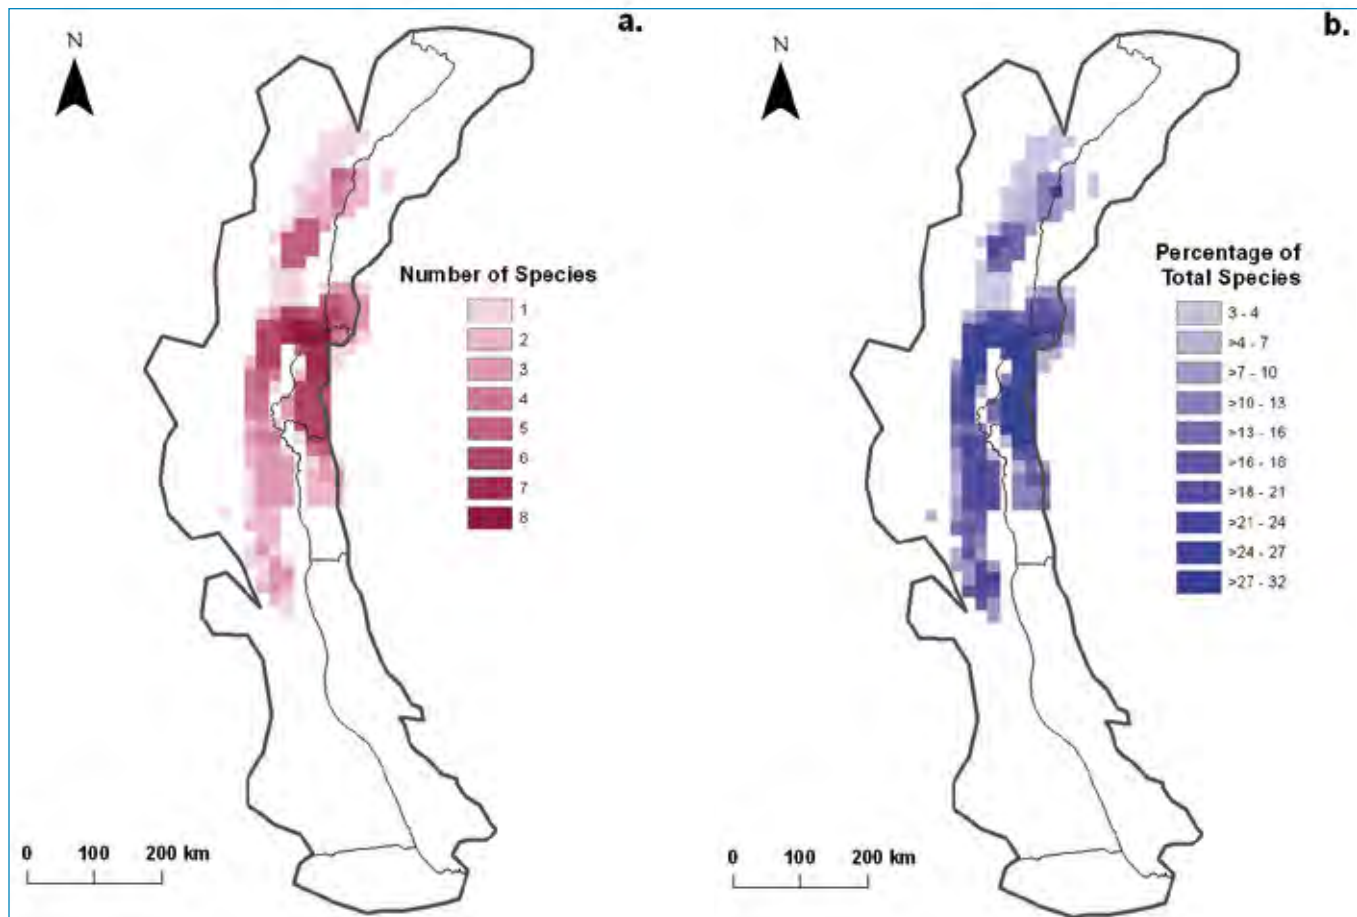 a.
N
Number of Species
1
2
3
4
5
6
7
8
0 100 200 km
b.
N
Percentage of
Total Species
3 - 4
>4 - 7
>7 - 10
>10 - 13
>13 - 16
>16 - 18
>18 - 21
>21 - 24
>24 - 27
>27 - 32
0 100 200 km